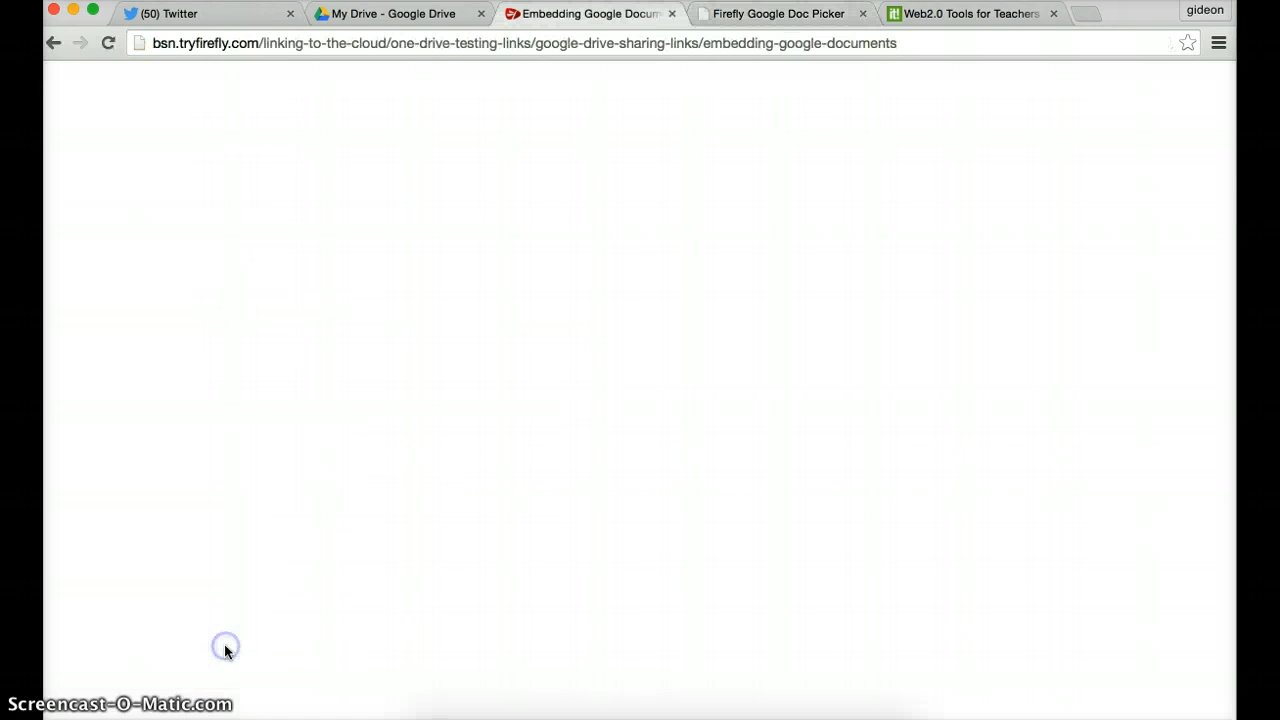 (50) Twitter
My Drive - Google Drive
Embedding Google Docum
Firefly Google Doc Picker
it! Web2.0 Tools for Teachers
gideon
bsn.tryfirefly.com/linking-to-the-cloud/one-drive-testing-links/google-drive-sharing-links/embedding-google-documents
Screencast-O-Matic.com